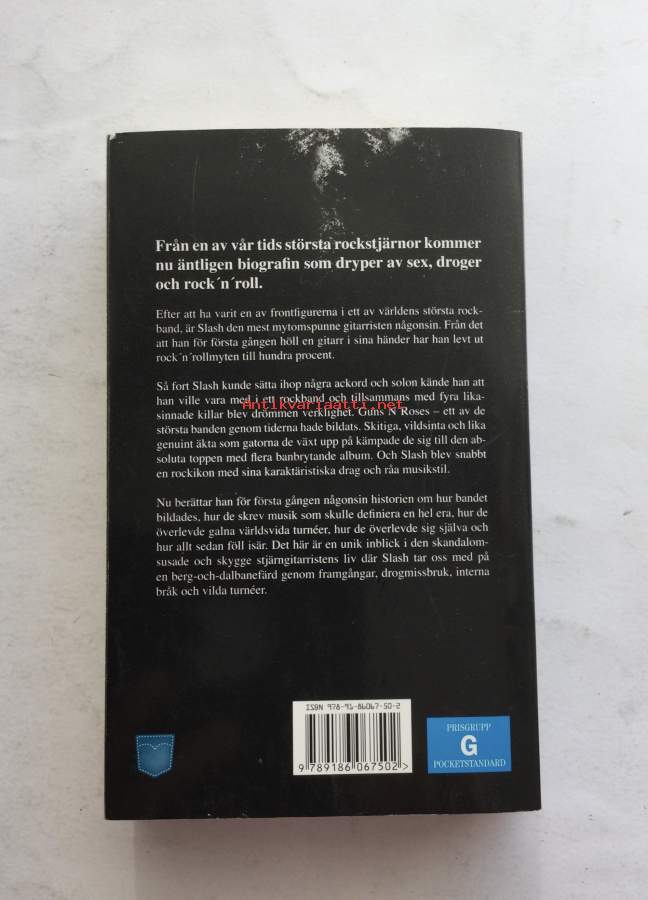 Från en av vår tids största rockstjärnor kommer
nu äntligen biografin som dryper av sex, droger
och rock´n´roll.
Efter att ha varit en av frontfigurerna i ett av världens största rock-
band, är Slash den mest mytomspunne gitarristen någonsin. Från det
att han för första gången höll en gitarr i sina händer har han levt ut
rock´n´rollmyten till hundra procent.
Så fort Slash kunde sätta ihop några ackord och solon kände han att
han ville vara med i ett rockband och tillsammans med fyra lika-
Antikvariaatti.net
sinnade killar blev drömmen verklighet. Guns N´Roses – ett av de
största banden genom tiderna hade bildats. Skitiga, vildsinta och lika
genuint äkta som gatorna de växt upp på kämpade de sig till den ab-
soluta toppen med flera banbrytande album. Och Slash blev snabbt
en rockikon med sina karaktäristiska drag och råa musikstil.
Nu berättar han för första gången någonsin historien om hur bandet
bildades, hur de skrev musik som skulle definiera en hel era, hur de
överlevde galna världsvida turnéer, hur de överlevde sig själva och
hur allt sedan föll isär. Det här är en unik inblick i den skandalom-
susade och skygge stjärngitarristens liv där Slash tar oss med på
en berg-och-dalbanefärd genom framgångar, drogmissbruk, interna
bråk och vilda turnéer.
ISBN 978-91-86067-50-2
9 789186 067502 >
PRISGRUPP
G
POCKETSTANDARD